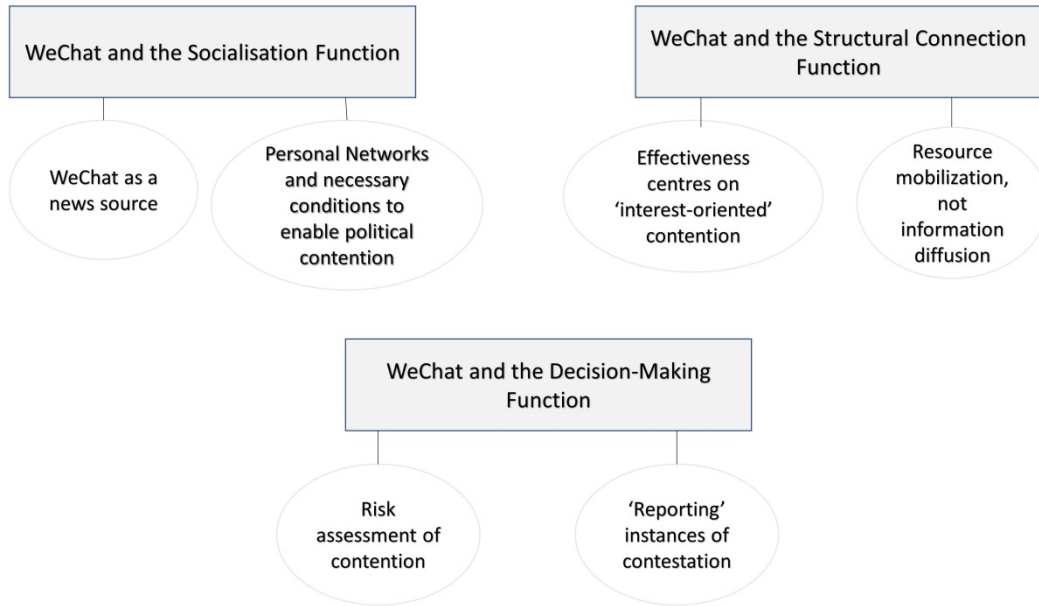 WeChat and the Socialisation Function
WeChat as a
news source
Personal Networks
and necessary
conditions to
enable political
contention
WeChat and the Structural Connection
Function
Effectiveness
centres on
‘interest-oriented’
contention
Resource
mobilization,
not
information
diffusion
WeChat and the Decision-Making
Function
Risk
assessment of
contention
‘Reporting’
instances of
contestation